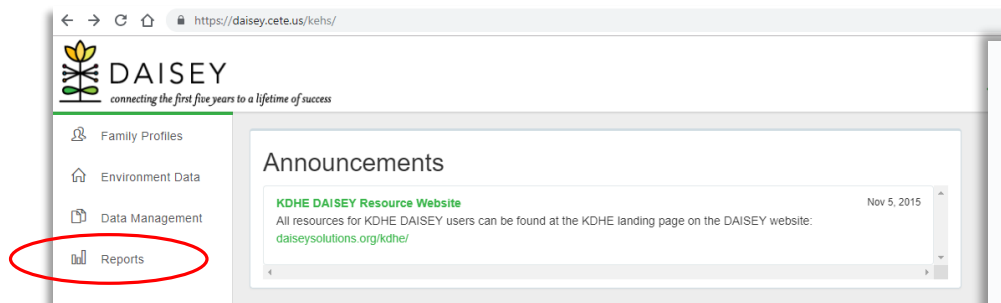 https://daisey.cete.us/kehs/
DAISEY
connecting the first five years to a lifetime of success
Family Profiles
Environment Data
Data Management
Reports
Announcements
KDHE DAISEY Resource Website
Nov 5, 2015
All resources for KDHE DAISEY users can be found at the KDHE landing page on the DAISEY website:
daiseysolutions.org/kdhe/